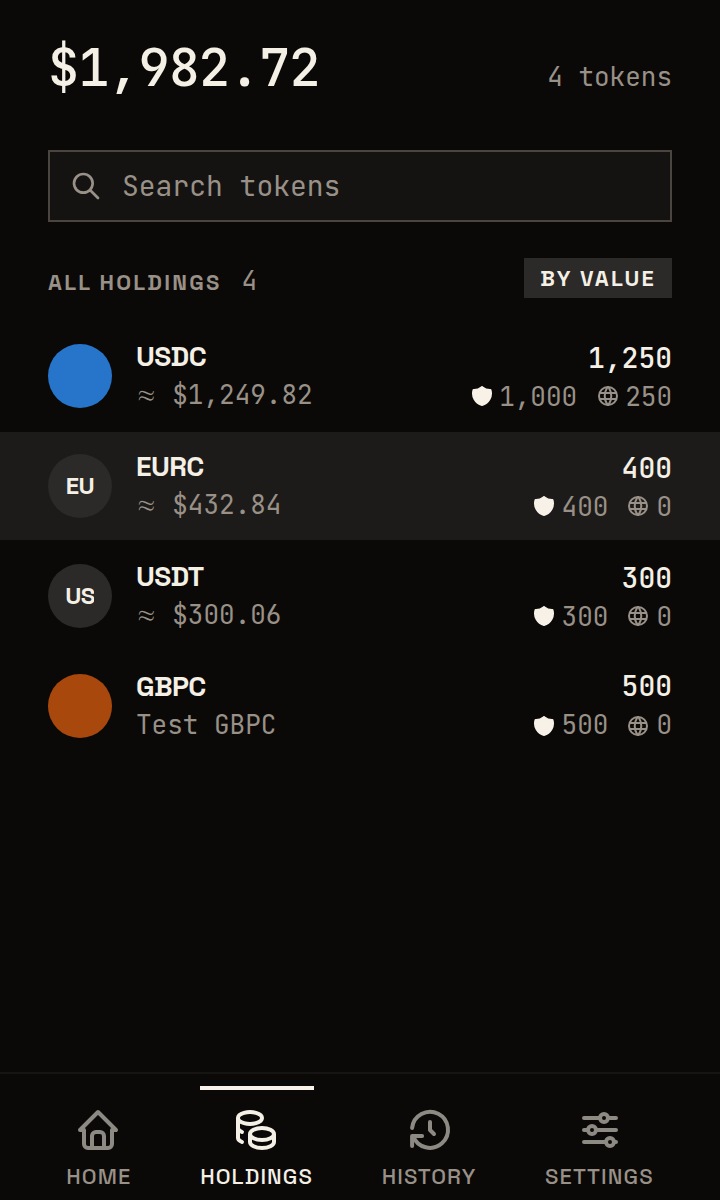 $1,982.72 4 tokens
Search tokens
ALL HOLDINGS 4 BY VALUE
USDC 1,250
≈ $1,249.82 1,000 250
EU EURC 400
≈ $432.84 400 0
US USDT 300
≈ $300.06 300 0
GBPC 500
Test GBPC 500 0
HOME HOLDINGS HISTORY SETTINGS